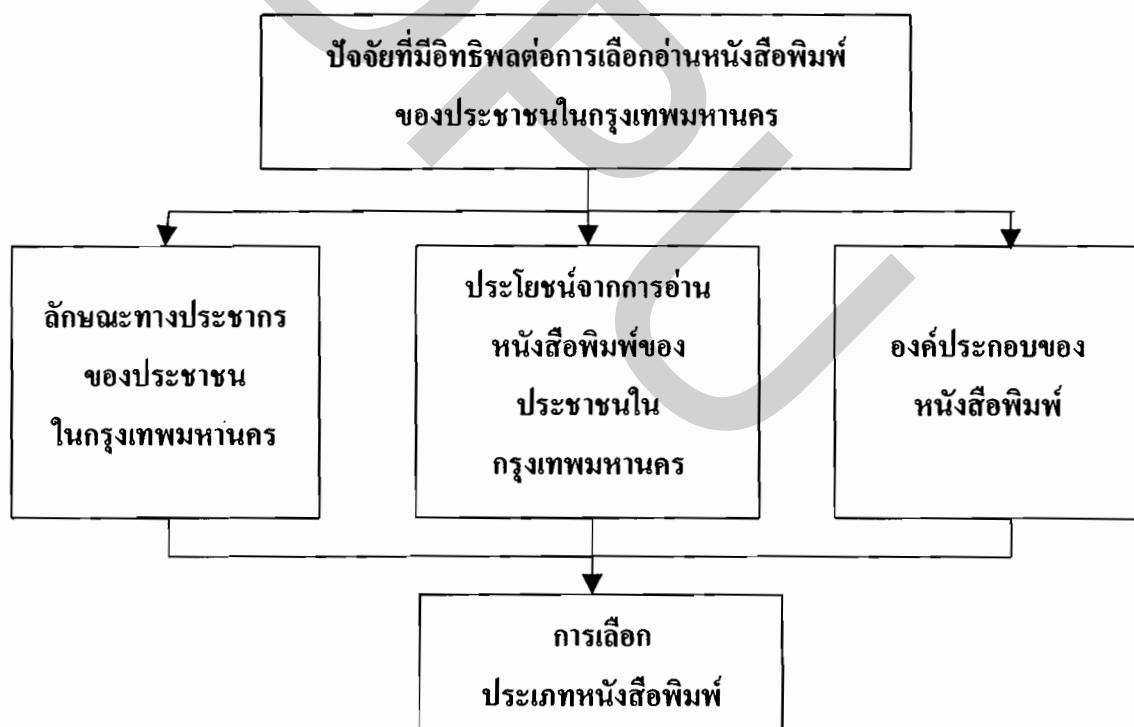 ปัจจัยที่มีอิทธิพลต่อการเลือกอ่านหนังสือพิมพ์
ของประชาชนในกรุงเทพมหานคร
ลักษณะทางประชากร
ของประชาชน
ในกรุงเทพมหานคร
ประโยชน์จากการอ่าน
หนังสือพิมพ์ของ
ประชาชนใน
กรุงเทพมหานคร
องค์ประกอบของ
หนังสือพิมพ์
การเลือก
ประเภทหนังสือพิมพ์
DPU